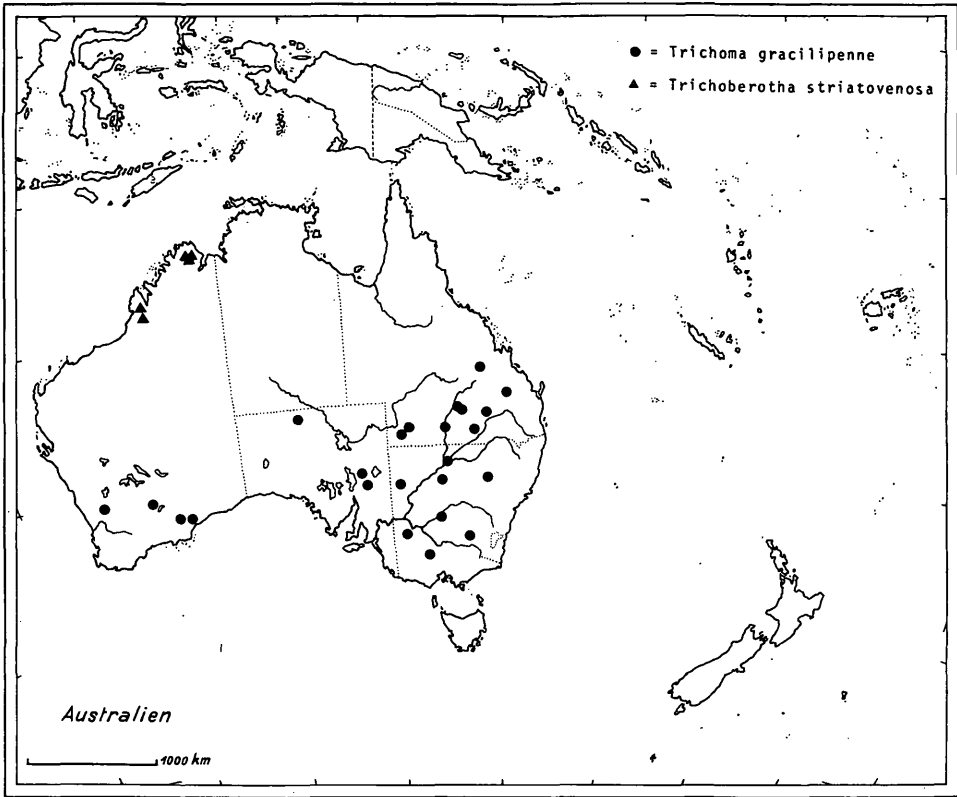 ● = Trichoma gracilipenne
▲ = Trichoberotha striatovenosa
Australien
1000 km